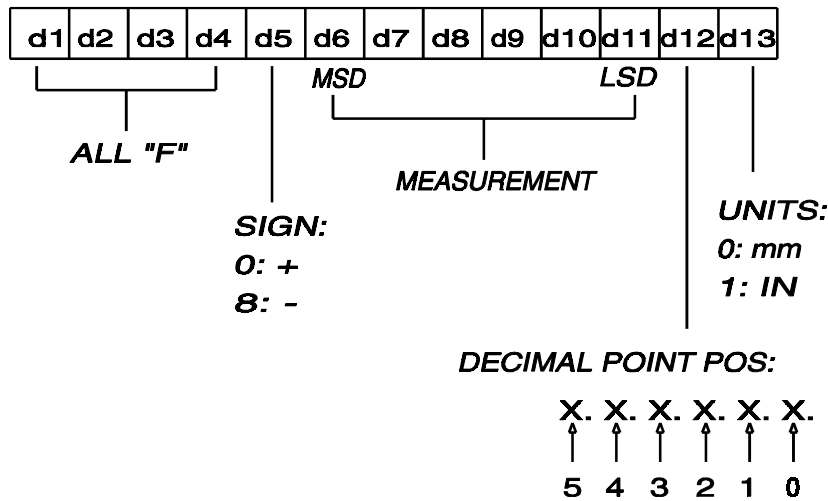 d1 d2 d3 d4 d5 d6 d7 d8 d9 d10 d11 d12 d13
MSD LSD
ALL "F"
MEASUREMENT
SIGN:
0: +
8: -
UNITS:
0: mm
1: IN
DECIMAL POINT POS:
X. X. X. X. X. X.
5 4 3 2 1 0